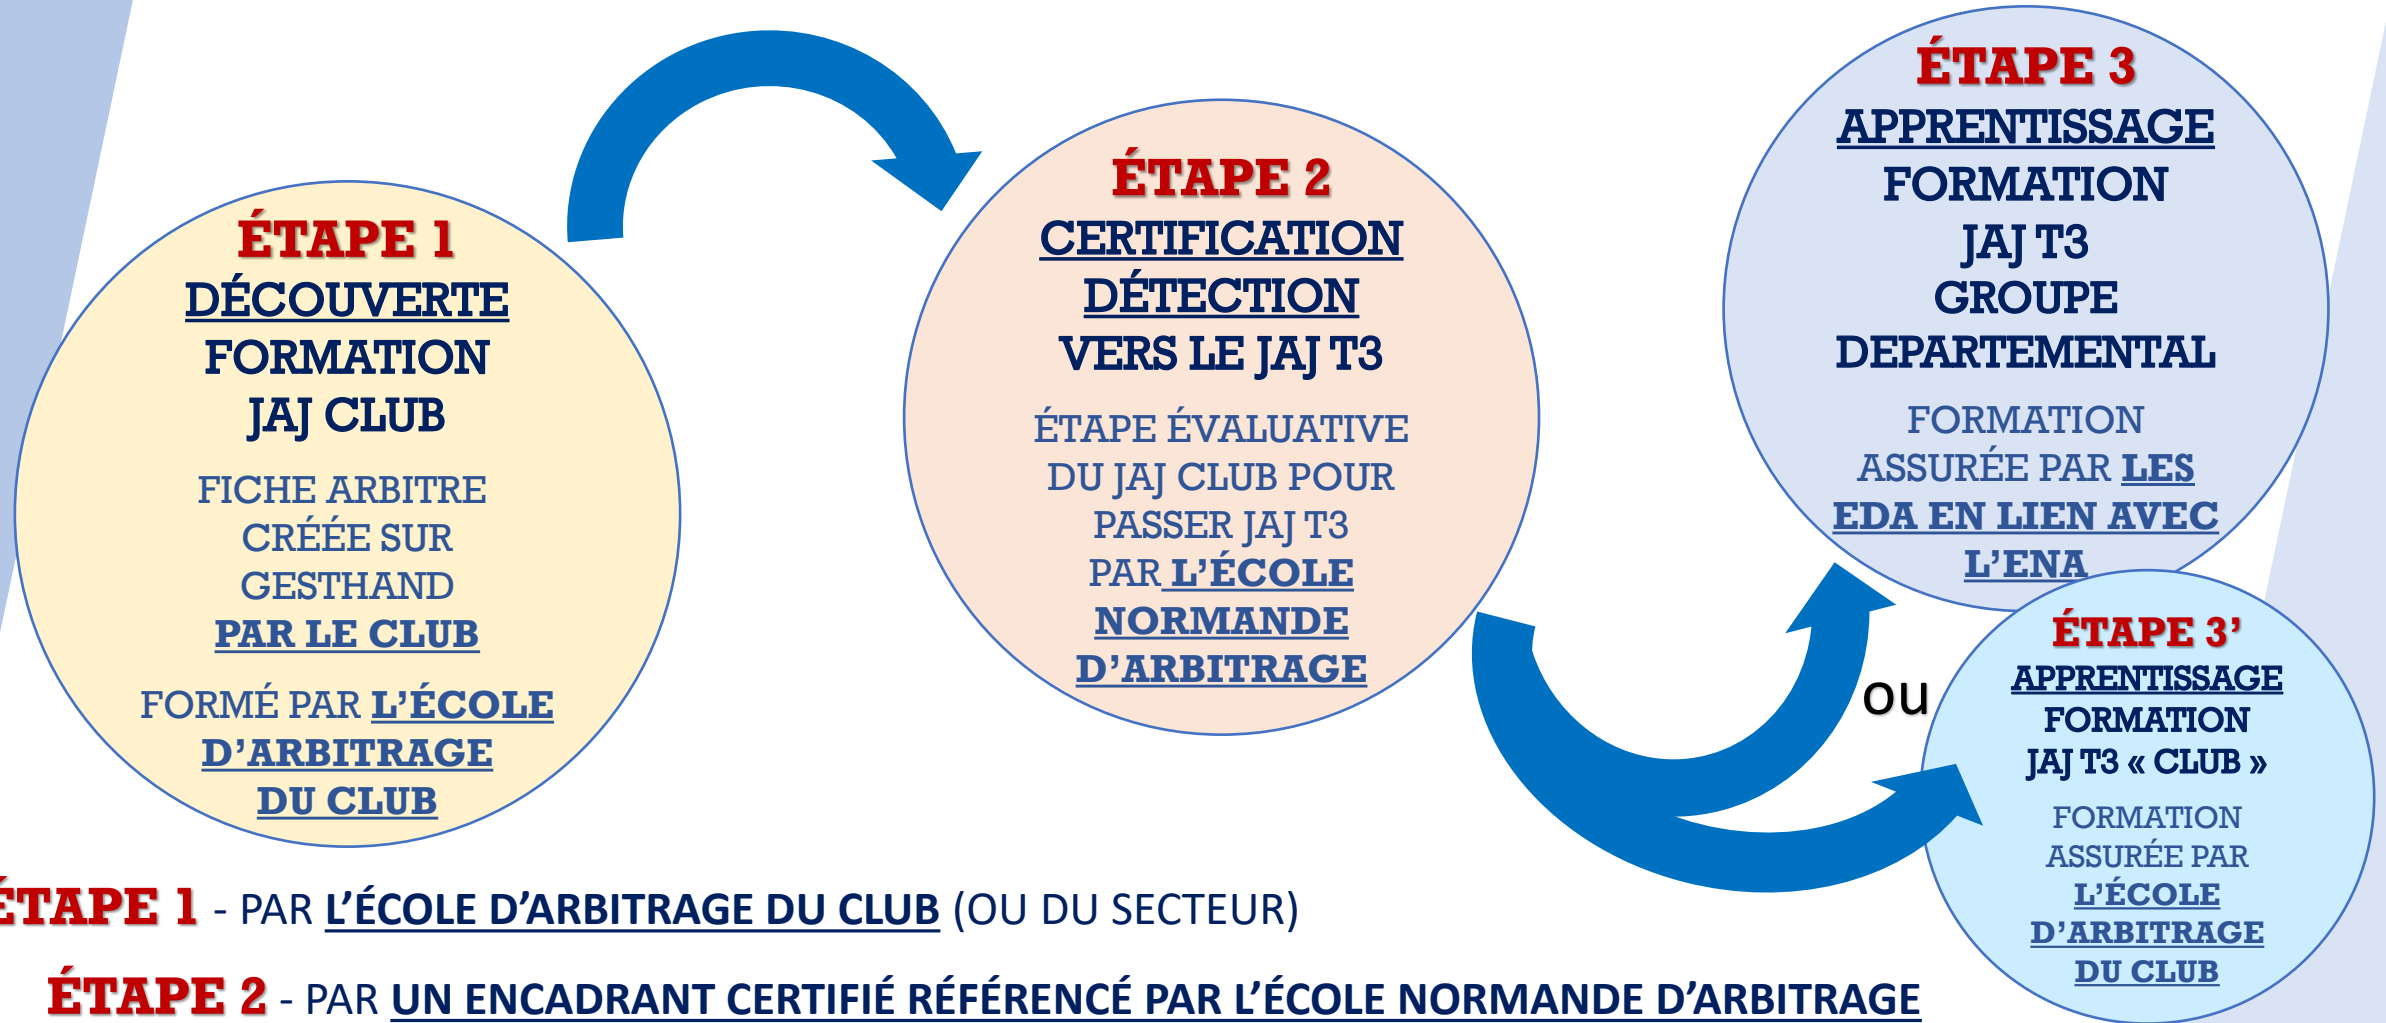 ÉTAPE 1
DÉCOUVERTE
FORMATION
JAJ CLUB
FICHE ARBITRE
CRÉÉE SUR
GESTHAND
PAR LE CLUB
FORMÉ PAR L'ÉCOLE
D'ARBITRAGE
DU CLUB
ÉTAPE 2
CERTIFICATION
DÉTECTION
VERS LE JAJ T3
ÉTAPE ÉVALUATIVE
DU JAJ CLUB POUR
PASSER JAJ T3
PAR L'ÉCOLE
NORMANDE
D'ARBITRAGE
ÉTAPE 3
APPRENTISSAGE
FORMATION
JAJ T3
GROUPE
DEPARTEMENTAL
FORMATION
ASSURÉE PAR LES
EDA EN LIEN AVEC
L'ENA
ou
ÉTAPE 3'
APPRENTISSAGE
FORMATION
JAJ T3 « CLUB »
FORMATION
ASSURÉE PAR
L'ÉCOLE
D'ARBITRAGE
DU CLUB
ÉTAPE 1 - PAR L'ÉCOLE D'ARBITRAGE DU CLUB (OU DU SECTEUR)
ÉTAPE 2 - PAR UN ENCADRANT CERTIFIÉ RÉFÉRENCÉ PAR L'ÉCOLE NORMANDE D'ARBITRAGE